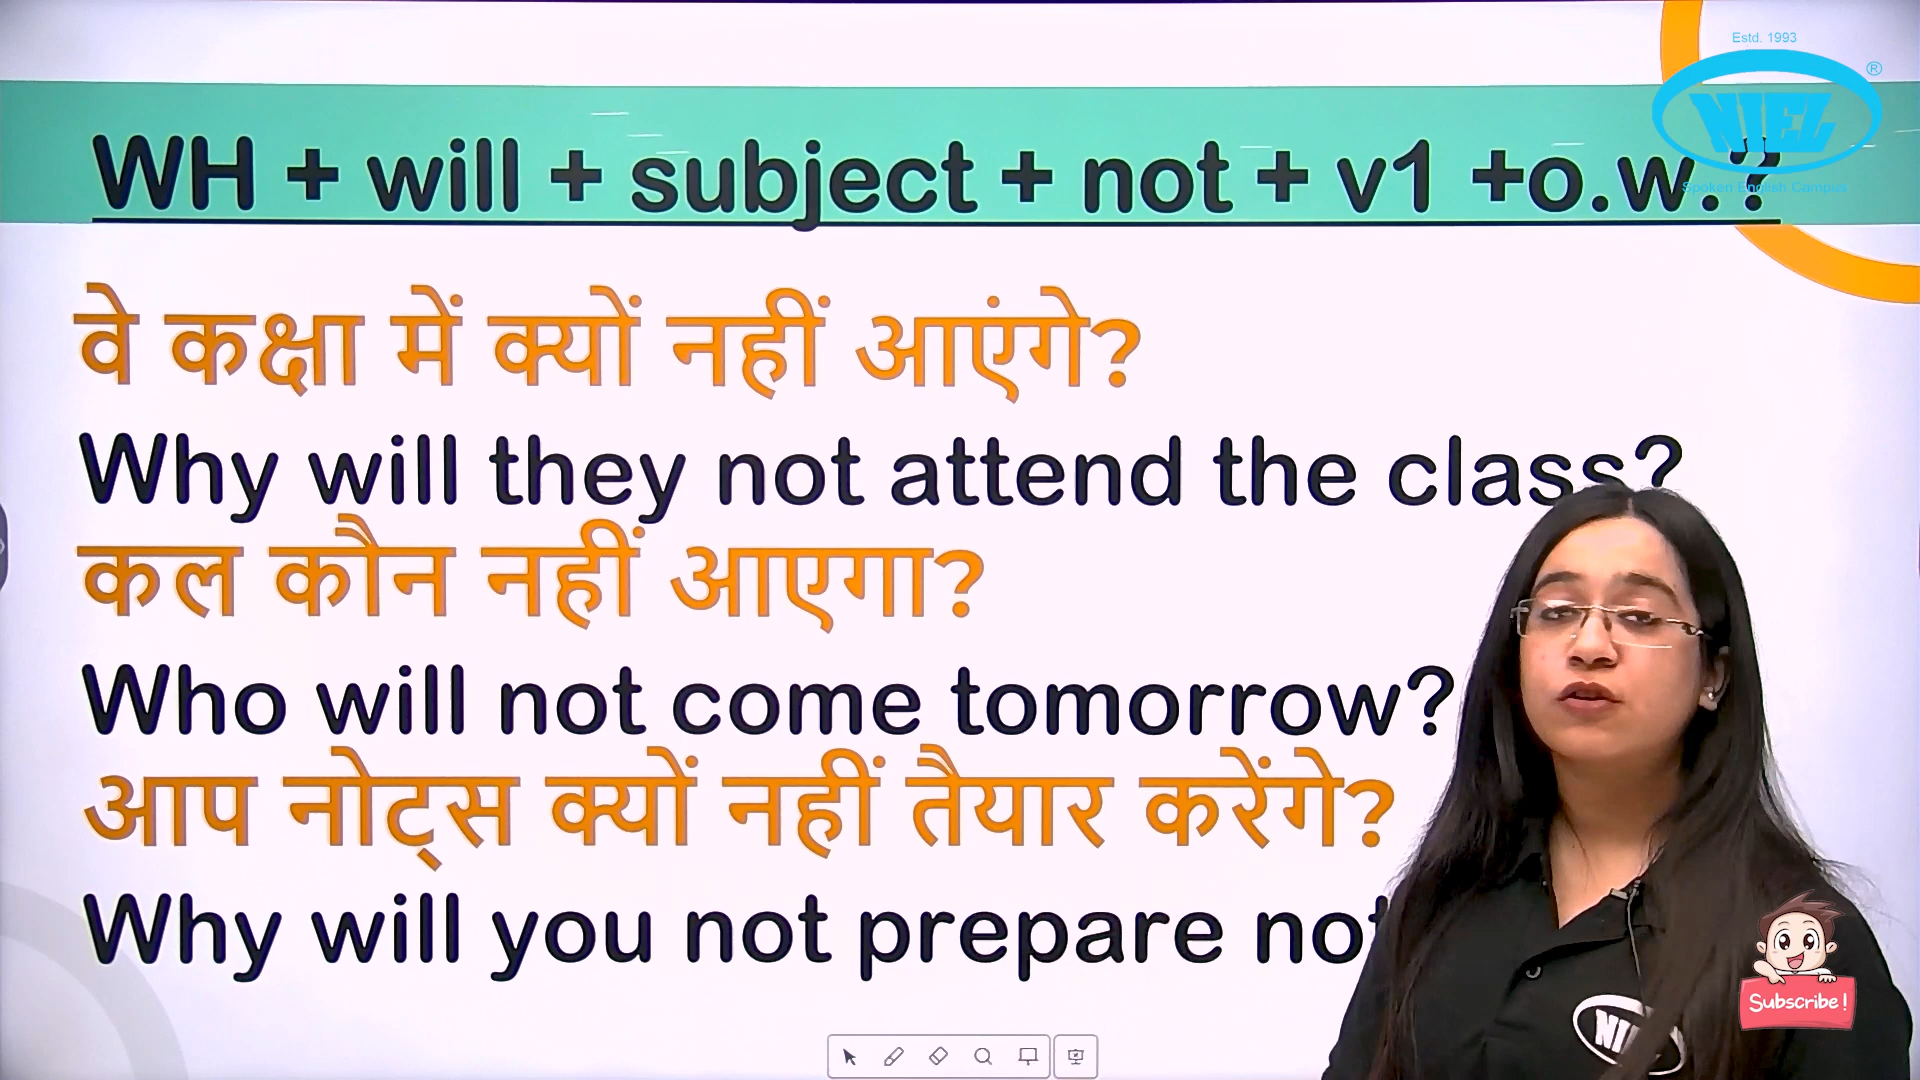 Estd. 1993
®
NIEL
Spoken English Campus
WH + will + subject + not + v1 +o.w.?
वे कक्षा में क्यों नहीं आएंगे?
Why will they not attend the class?
कल कौन नहीं आएगा?
Who will not come tomorrow?
आप नोट्स क्यों नहीं तैयार करेंगे?
Why will you not prepare
Subscribe!